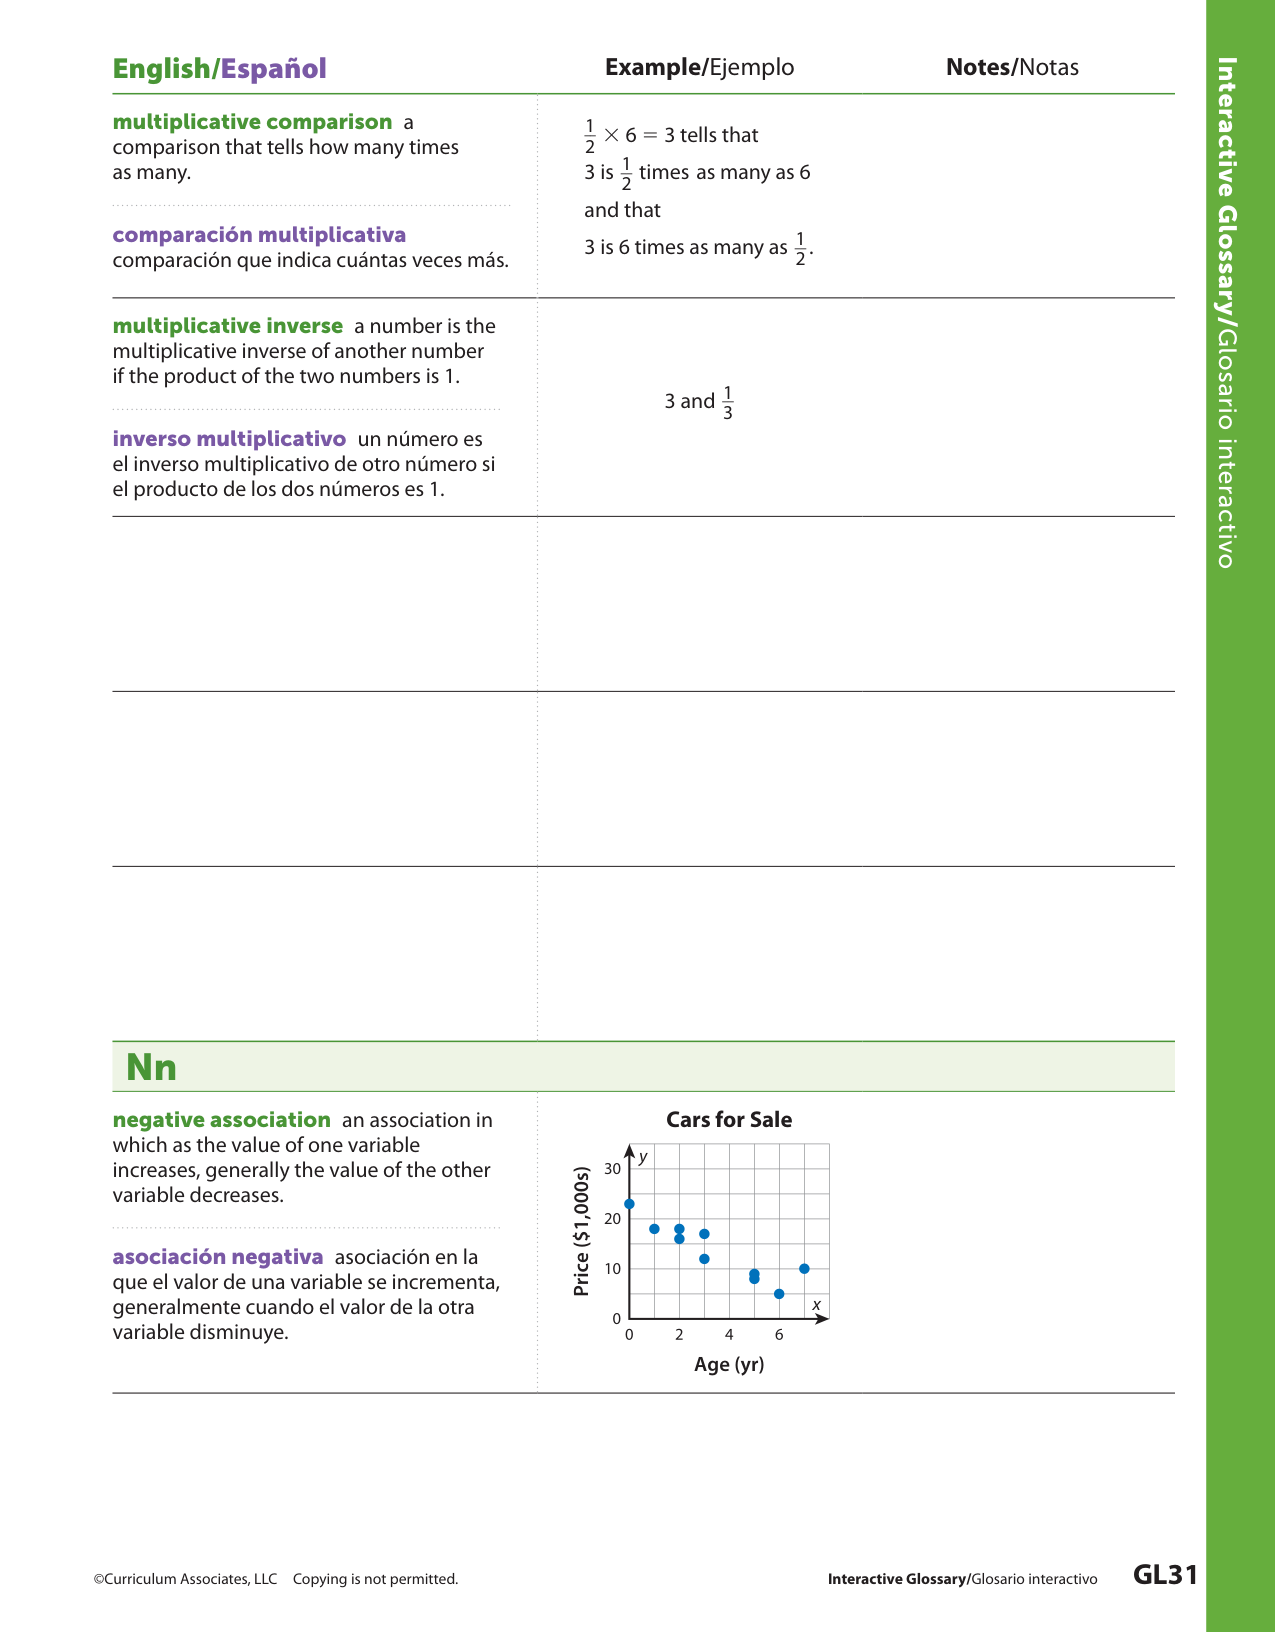 English/Español
Example/Ejemplo
Notes/Notas
multiplicative comparison a
comparison that tells how many times
as many.
comparación multiplicativa
comparación que indica cuántas veces más.
1/2 × 6 = 3 tells that
3 is 1/2 times as many as 6
and that
3 is 6 times as many as 1/2.
multiplicative inverse a number is the
multiplicative inverse of another number
if the product of the two numbers is 1.
inverso multiplicativo un número es
el inverso multiplicativo de otro número si
el producto de los dos números es 1.
3 and 1/3
Nn
negative association an association in
which as the value of one variable
increases, generally the value of the other
variable decreases.
asociación negativa asociación en la
que el valor de una variable se incrementa,
generalmente cuando el valor de la otra
variable disminuye.
Cars for Sale
Price ($1,000s)
y
30
20
10
0
x
0 2 4 6
Age (yr)
Interactive Glossary/Glosario interactivo
©Curriculum Associates, LLC Copying is not permitted.
Interactive Glossary/Glosario interactivo
GL31